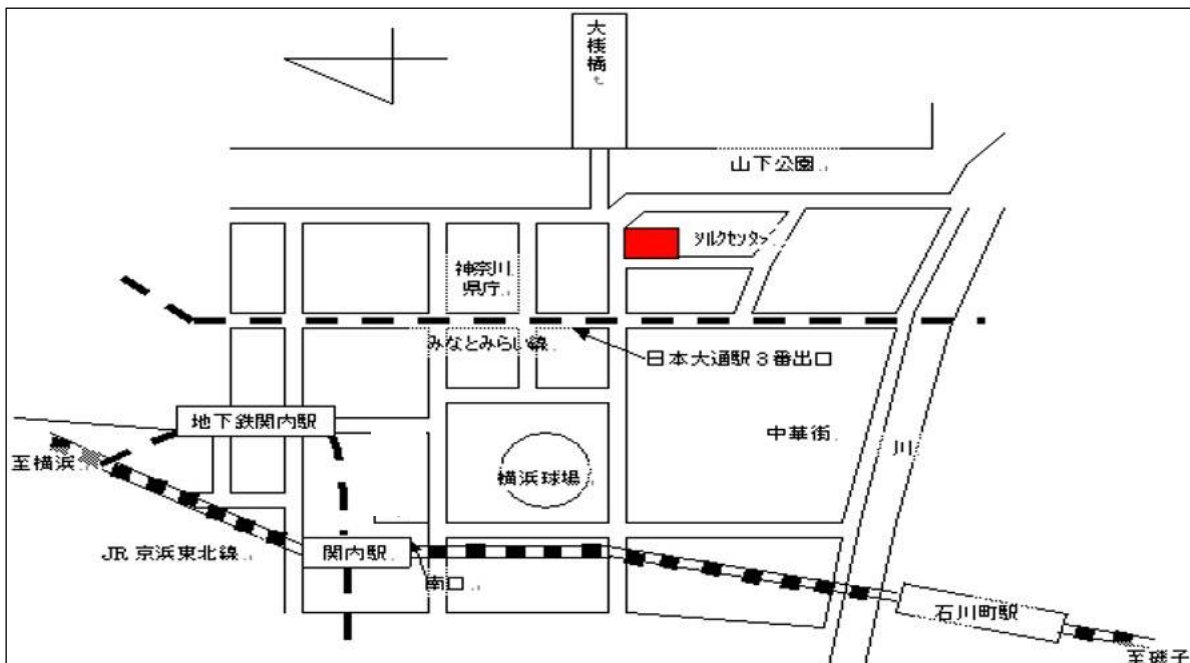 大桟橋
山下公園
シルクセンター
神奈川
県庁
みなとみらい線
日本大通駅3番出口
地下鉄関内駅
中華街
川
至横浜
横浜球場
JR 京浜東北線
関内駅
南口
石川町駅
至磯子